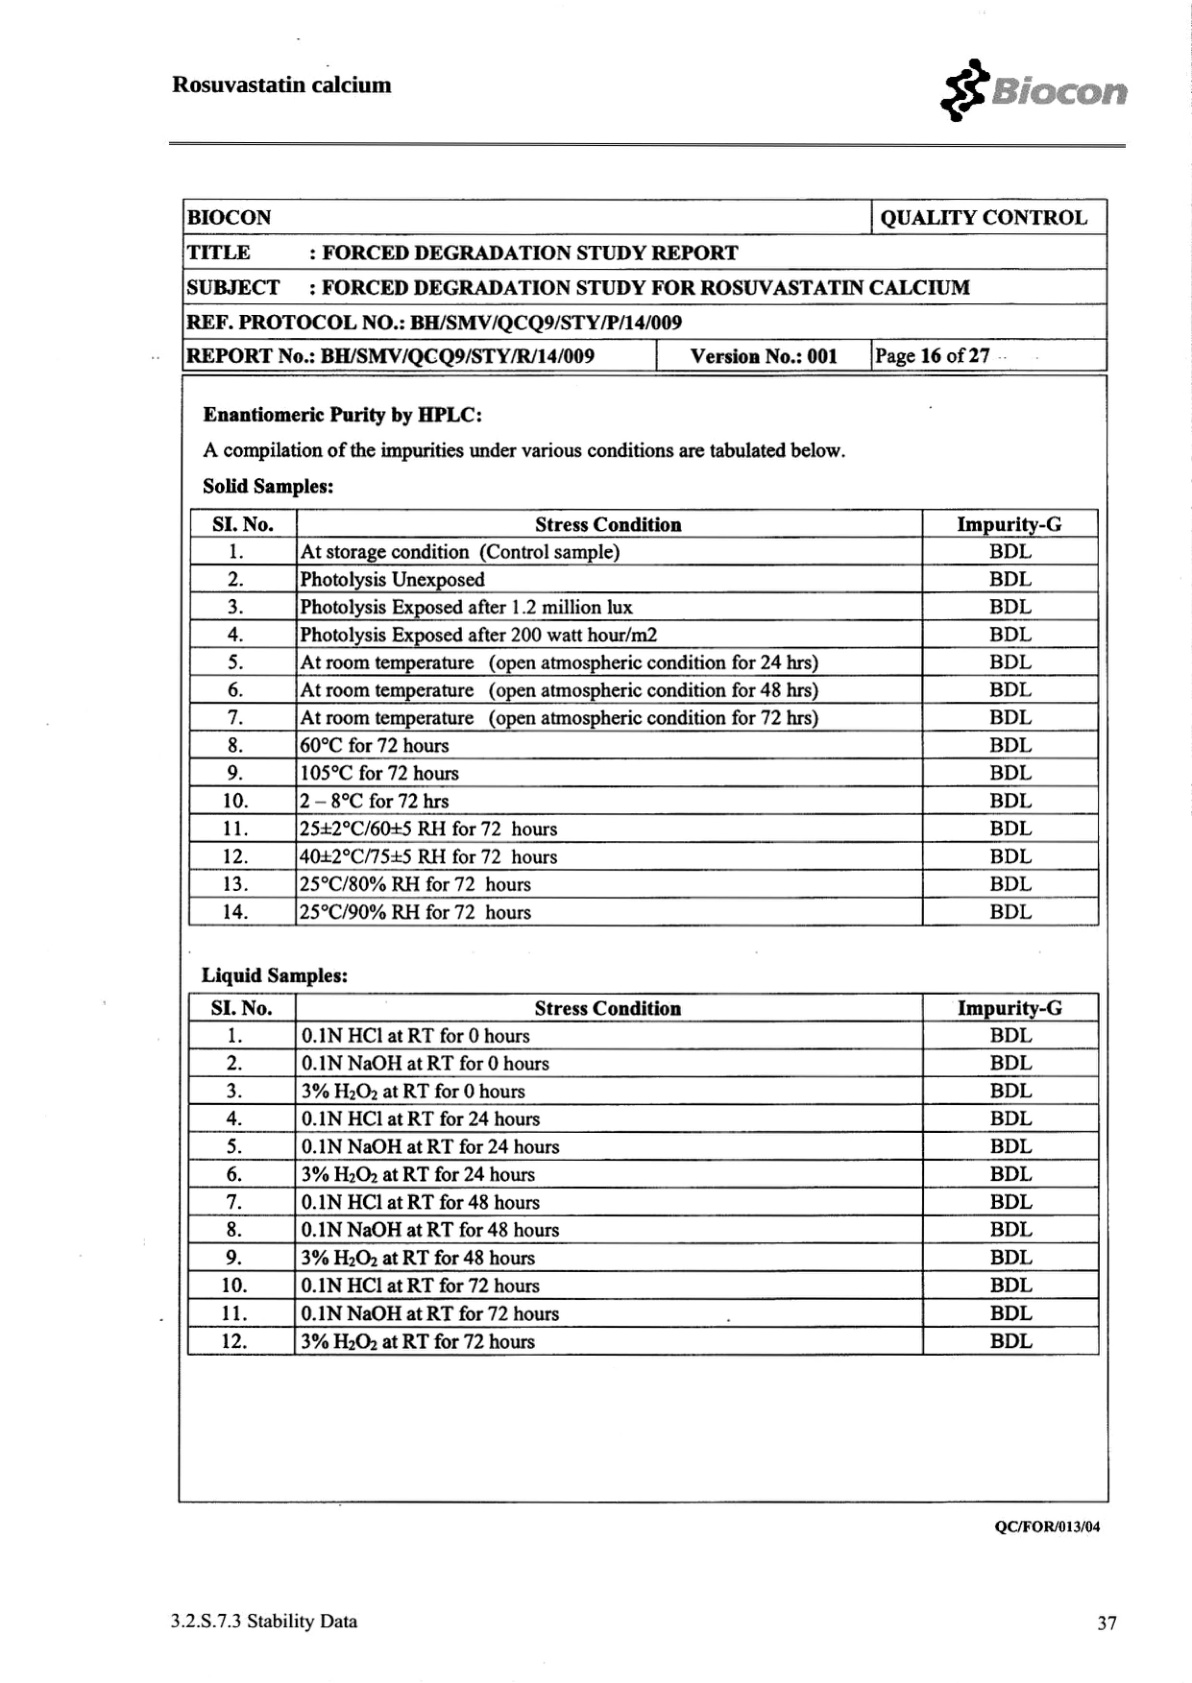 Rosuvastatin calcium
Biocon
BIOCON QUALITY CONTROL
TITLE : FORCED DEGRADATION STUDY REPORT
SUBJECT : FORCED DEGRADATION STUDY FOR ROSUVASTATIN CALCIUM
REF. PROTOCOL NO.: BH/SMV/QCQ9/STY/P/14/009
REPORT No.: BH/SMV/QCQ9/STY/R/14/009 Version No.: 001 Page 16 of 27
Enantiomeric Purity by HPLC:
A compilation of the impurities under various conditions are tabulated below.
Solid Samples:
SI. No. Stress Condition Impurity-G
1. At storage condition (Control sample) BDL
2. Photolysis Unexposed BDL
3. Photolysis Exposed after 1.2 million lux BDL
4. Photolysis Exposed after 200 watt hour/m2 BDL
5. At room temperature (open atmospheric condition for 24 hrs) BDL
6. At room temperature (open atmospheric condition for 48 hrs) BDL
7. At room temperature (open atmospheric condition for 72 hrs) BDL
8. 60°C for 72 hours BDL
9. 105°C for 72 hours BDL
10. 2 – 8°C for 72 hrs BDL
11. 25±2°C/60±5 RH for 72 hours BDL
12. 40±2°C/75±5 RH for 72 hours BDL
13. 25°C/80% RH for 72 hours BDL
14. 25°C/90% RH for 72 hours BDL
Liquid Samples:
SI. No. Stress Condition Impurity-G
1. 0.1N HCl at RT for 0 hours BDL
2. 0.1N NaOH at RT for 0 hours BDL
3. 3% H₂O₂ at RT for 0 hours BDL
4. 0.1N HCl at RT for 24 hours BDL
5. 0.1N NaOH at RT for 24 hours BDL
6. 3% H₂O₂ at RT for 24 hours BDL
7. 0.1N HCl at RT for 48 hours BDL
8. 0.1N NaOH at RT for 48 hours BDL
9. 3% H₂O₂ at RT for 48 hours BDL
10. 0.1N HCl at RT for 72 hours BDL
11. 0.1N NaOH at RT for 72 hours BDL
12. 3% H₂O₂ at RT for 72 hours BDL
QC/FOR/013/04
3.2.S.7.3 Stability Data 37